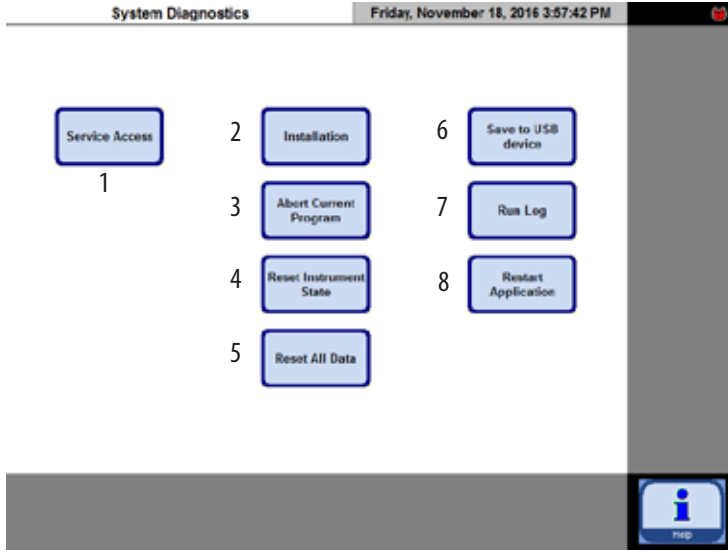 System Diagnostics
Friday, November 18, 2016 3:57:42 PM
1
Service Access
2
Installation
3
Abort Current
Program
4
Reset Instrument
State
5
Reset All Data
6
Save to USB
device
7
Run Log
8
Restart
Application
Help